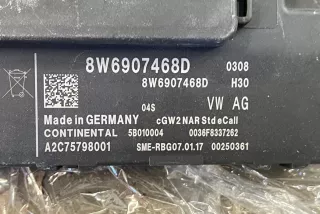 8W6907468D 0308
8W6907468D H30
04S VW AG
Made in GERMANY cGW2 NAR Std eCall
CONTINENTAL 5B010004 0036F8337262
A2C75798001 SME-RBG07.01.17 00250361